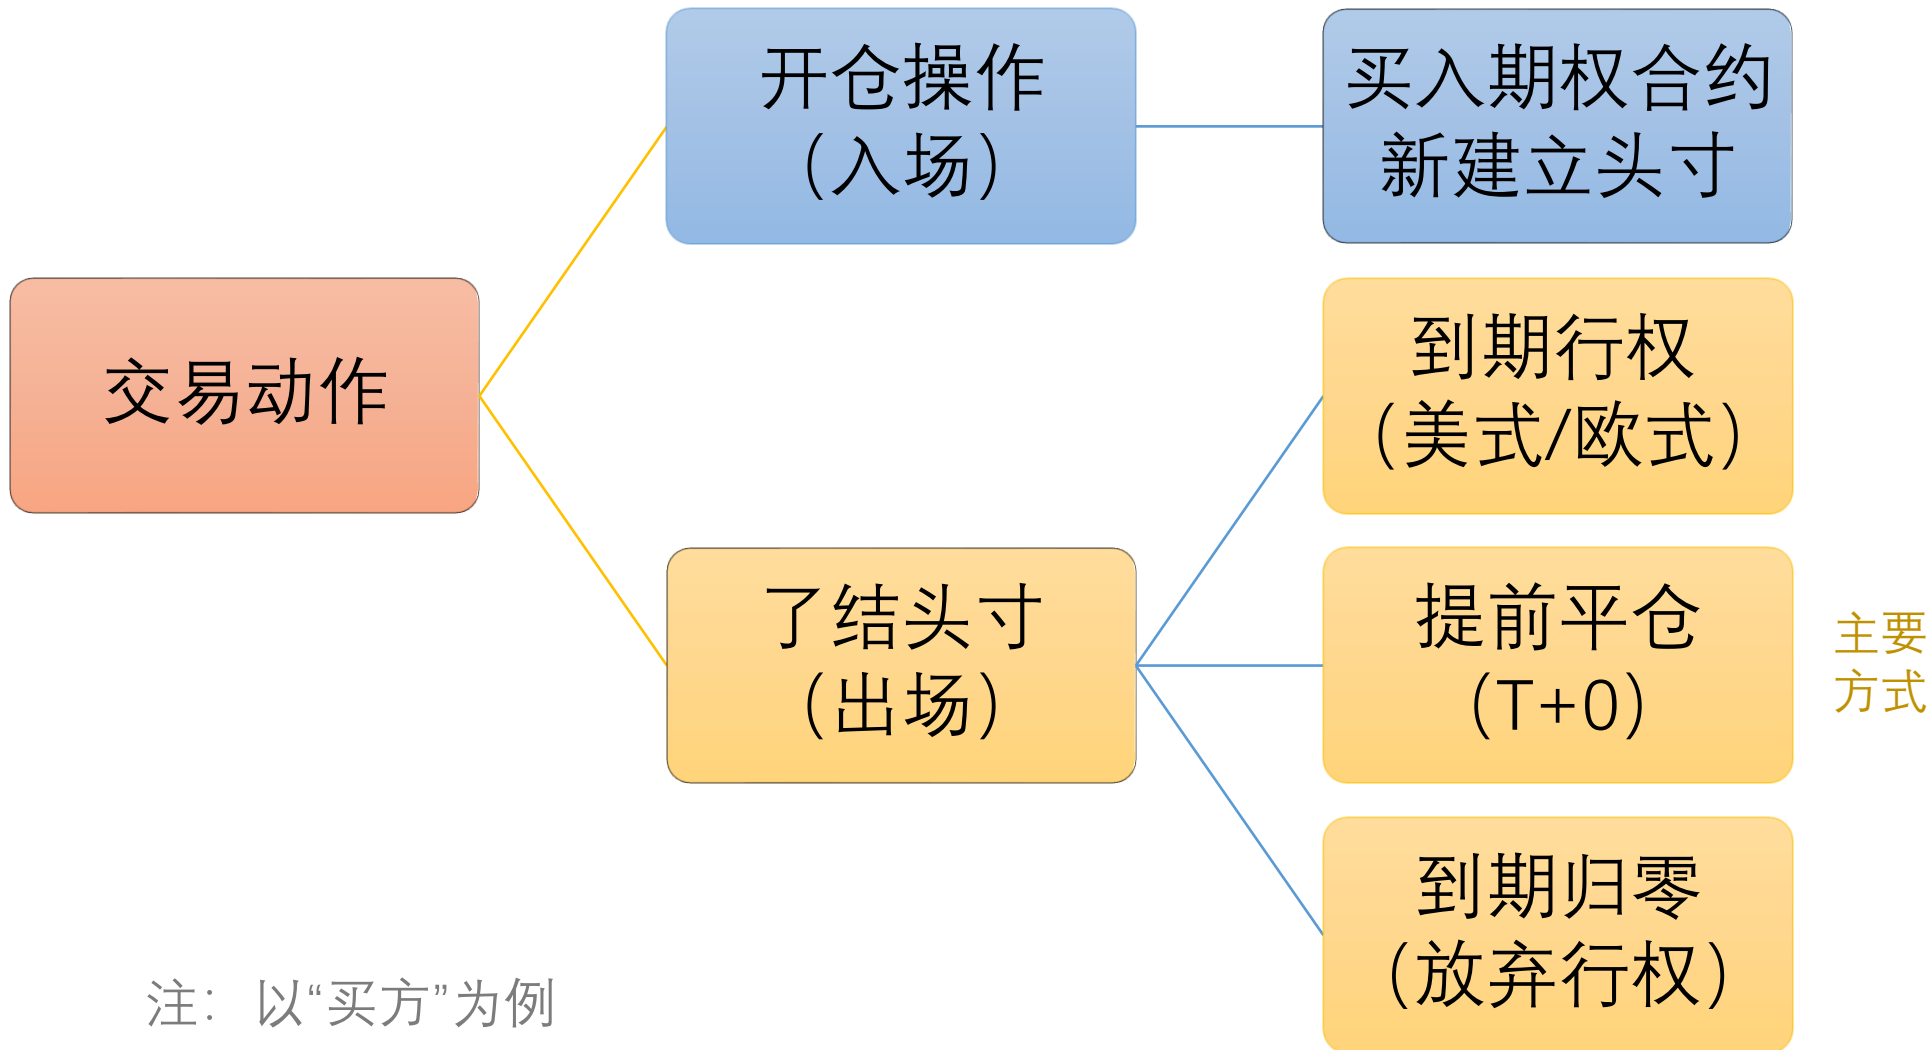 交易动作
开仓操作
（入场）
买入期权合约
新建立头寸
了结头寸
（出场）
到期行权
（美式/欧式）
提前平仓
（T+0）
主要
方式
到期归零
（放弃行权）
注：以“买方”为例